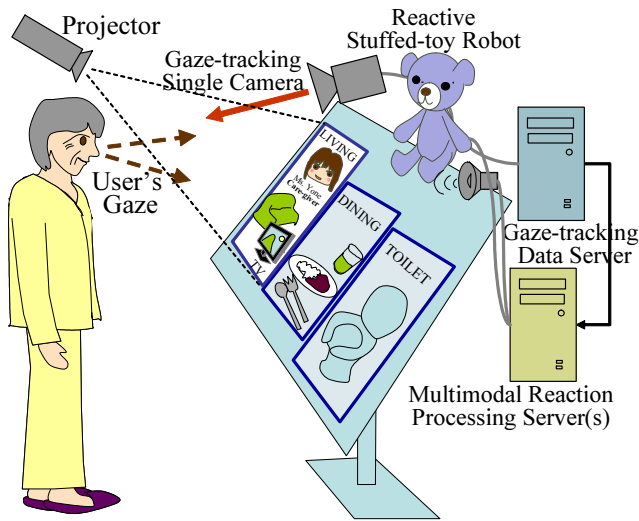 Projector
Gaze-tracking
Single Camera
Reactive
Stuffed-toy Robot
User's
Gaze
LIVING
Ms. Yone
Care-giver
TV
DINING
TOILET
Gaze-tracking
Data Server
Multimodal Reaction
Processing Server(s)